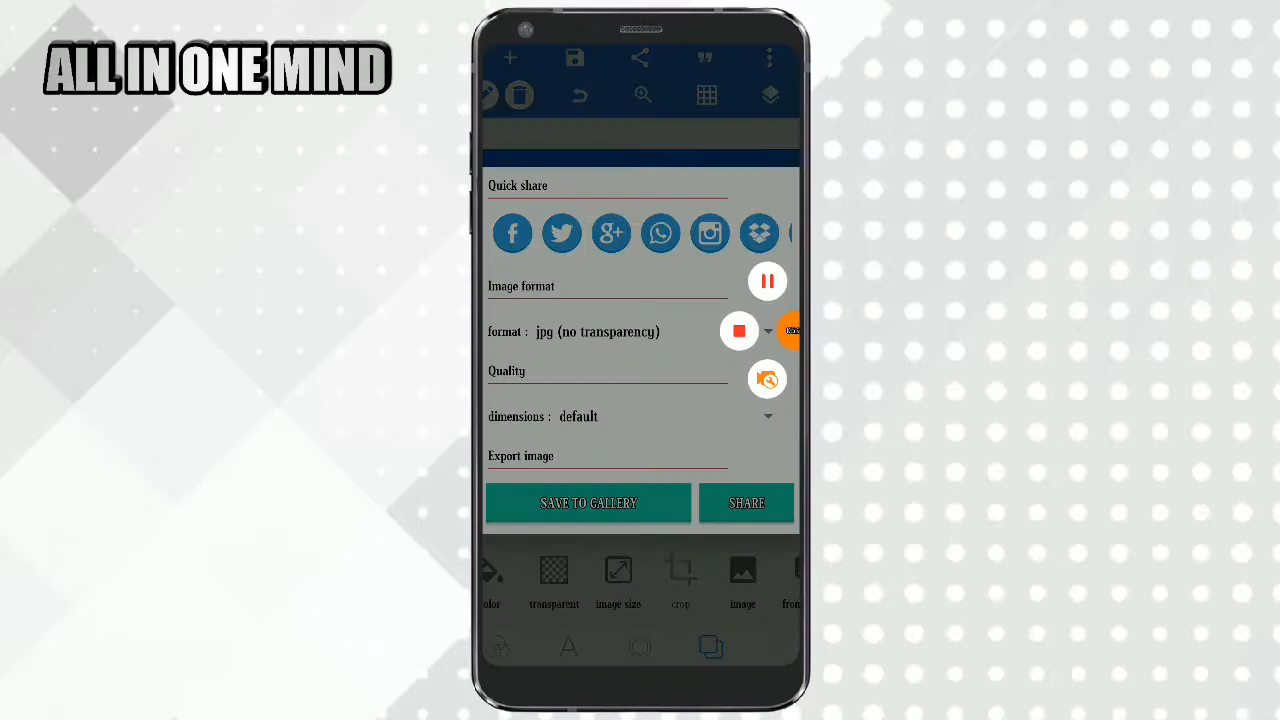 ALL IN ONE MIND
Quick share
Image format
format : jpg (no transparency)
Quality
dimensions : default
Export image
SAVE TO GALLERY SHARE
olor transparent image size crop image fron